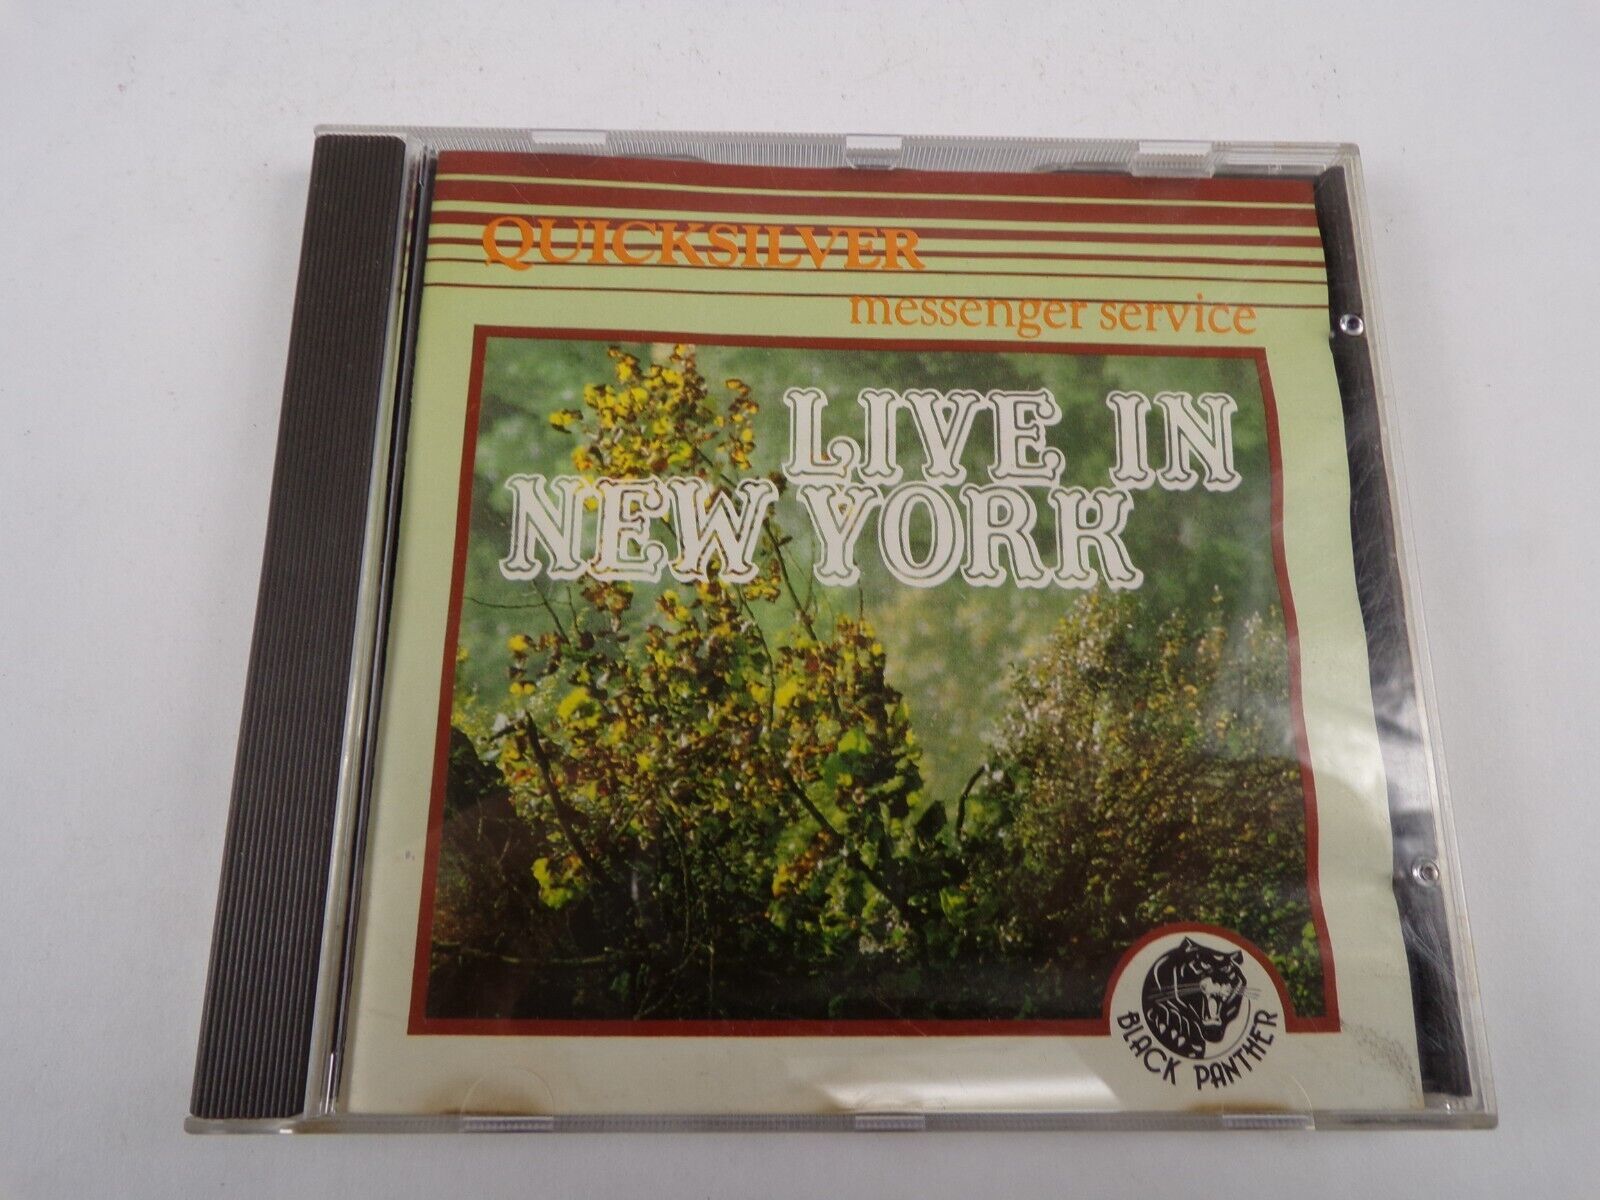 QUICKSILVER
messenger service
LIVE IN
NEW YORK
BLACK PANTHER